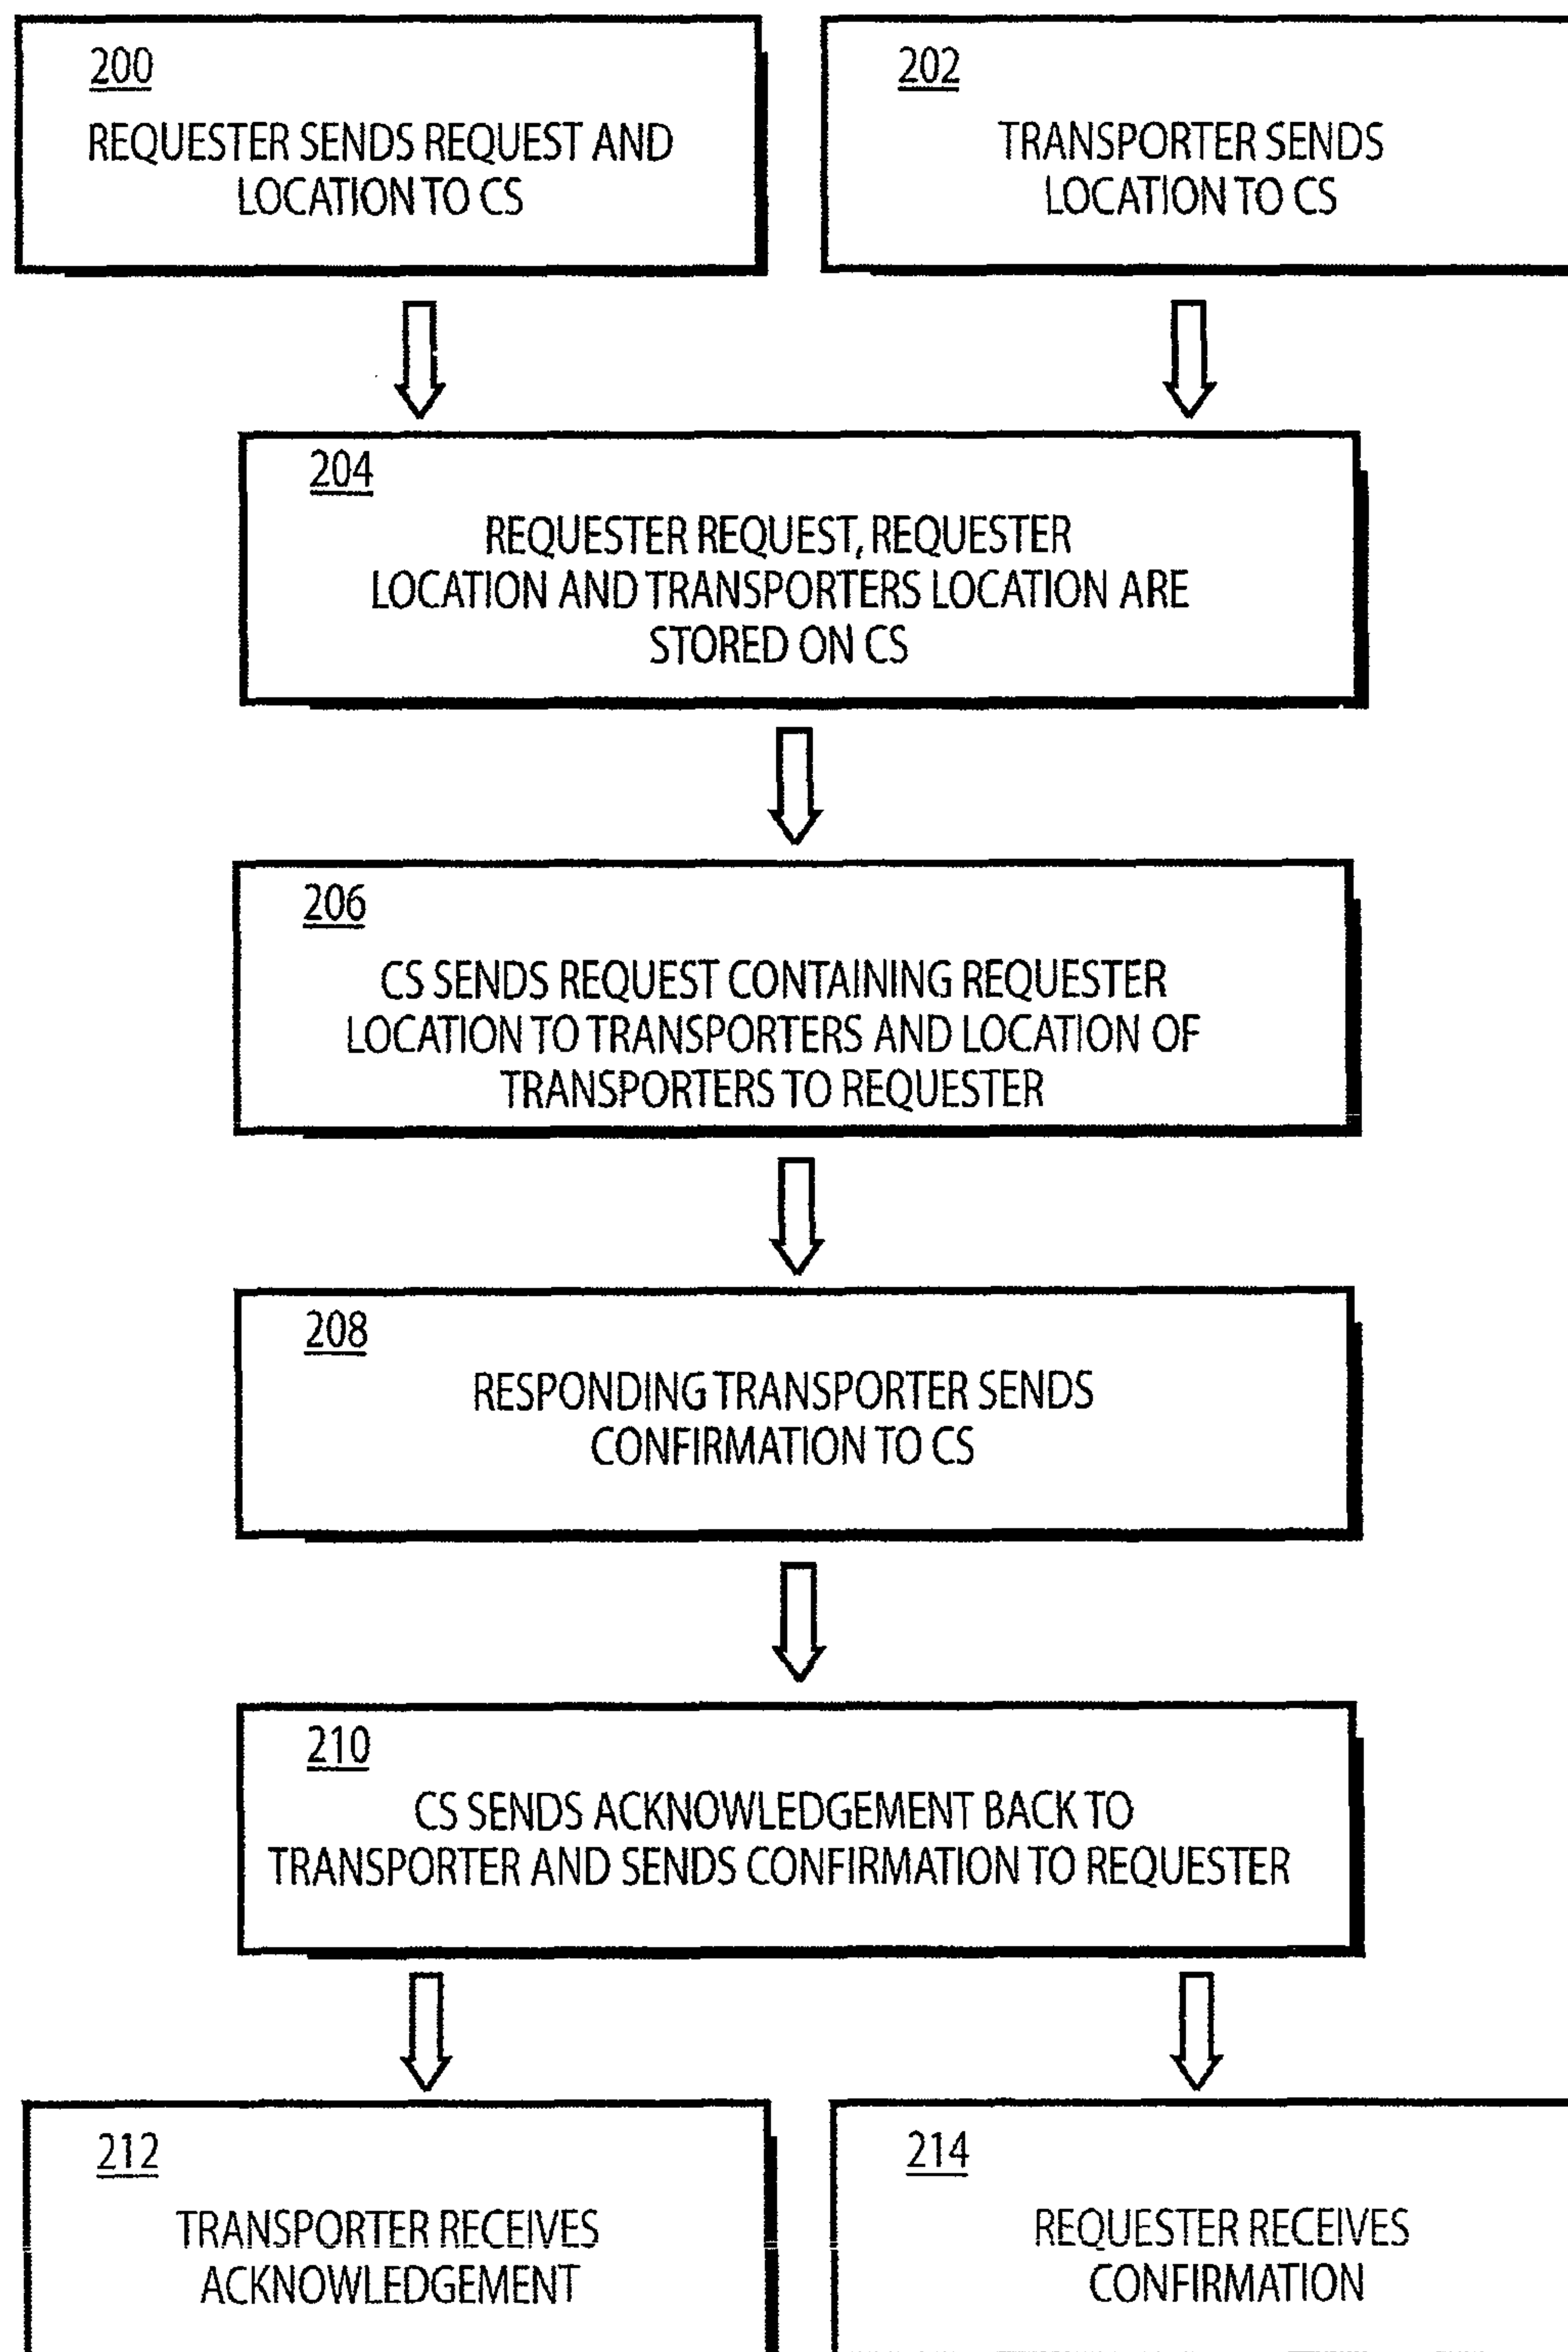 200
REQUESTER SENDS REQUEST AND
LOCATION TO CS
202
TRANSPORTER SENDS
LOCATION TO CS
204
REQUESTER REQUEST, REQUESTER
LOCATION AND TRANSPORTERS LOCATION ARE
STORED ON CS
206
CS SENDS REQUEST CONTAINING REQUESTER
LOCATION TO TRANSPORTERS AND LOCATION OF
TRANSPORTERS TO REQUESTER
208
RESPONDING TRANSPORTER SENDS
CONFIRMATION TO CS
210
CS SENDS ACKNOWLEDGEMENT BACK TO
TRANSPORTER AND SENDS CONFIRMATION TO REQUESTER
212
TRANSPORTER RECEIVES
ACKNOWLEDGEMENT
214
REQUESTER RECEIVES
CONFIRMATION